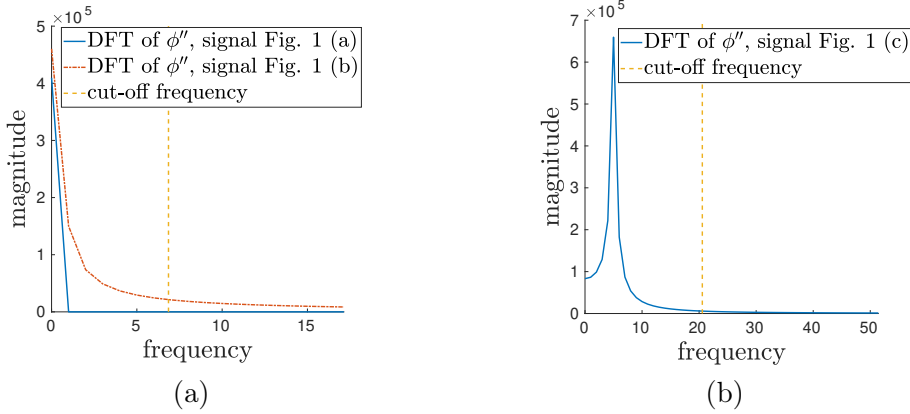 ×10^5
DFT of ϕ′′, signal Fig. 1 (a)
DFT of ϕ′′, signal Fig. 1 (b)
cut-off frequency
magnitude
5
4
3
2
1
0
0 5 10 15
frequency
(a)
×10^5
DFT of ϕ′′, signal Fig. 1 (c)
cut-off frequency
magnitude
7
6
5
4
3
2
1
0
0 10 20 30 40 50
frequency
(b)